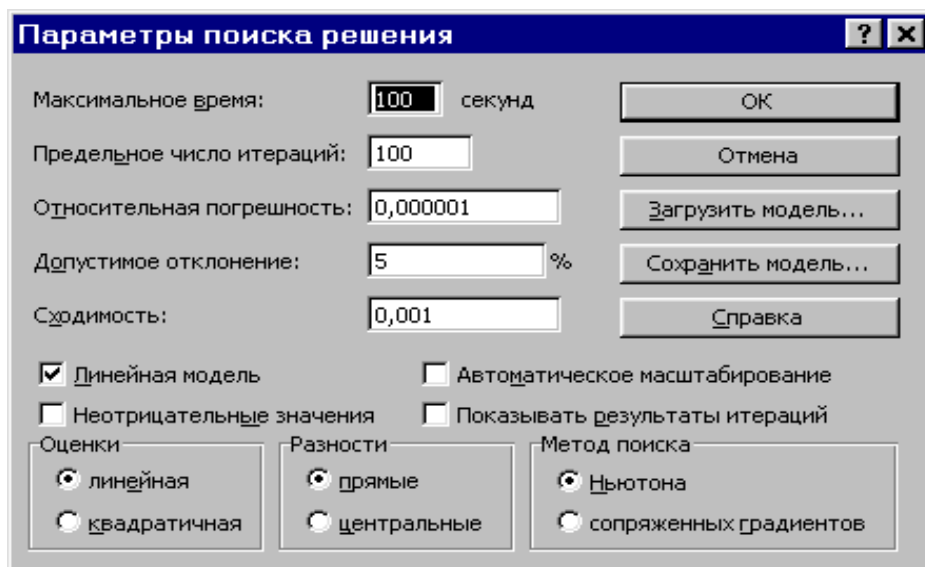 Параметры поиска решения
Максимальное время: 100 секунд OK
Предельное число итераций: 100 Отмена
Относительная погрешность: 0,000001 Загрузить модель...
Допустимое отклонение: 5 % Сохранить модель...
Сходимость: 0,001 Справка
Линейная модель Автоматическое масштабирование
Неотрицательные значения Показывать результаты итераций
Оценки Разности Метод поиска
линейная прямые Ньютона
квадратичная центральные сопряженных градиентов